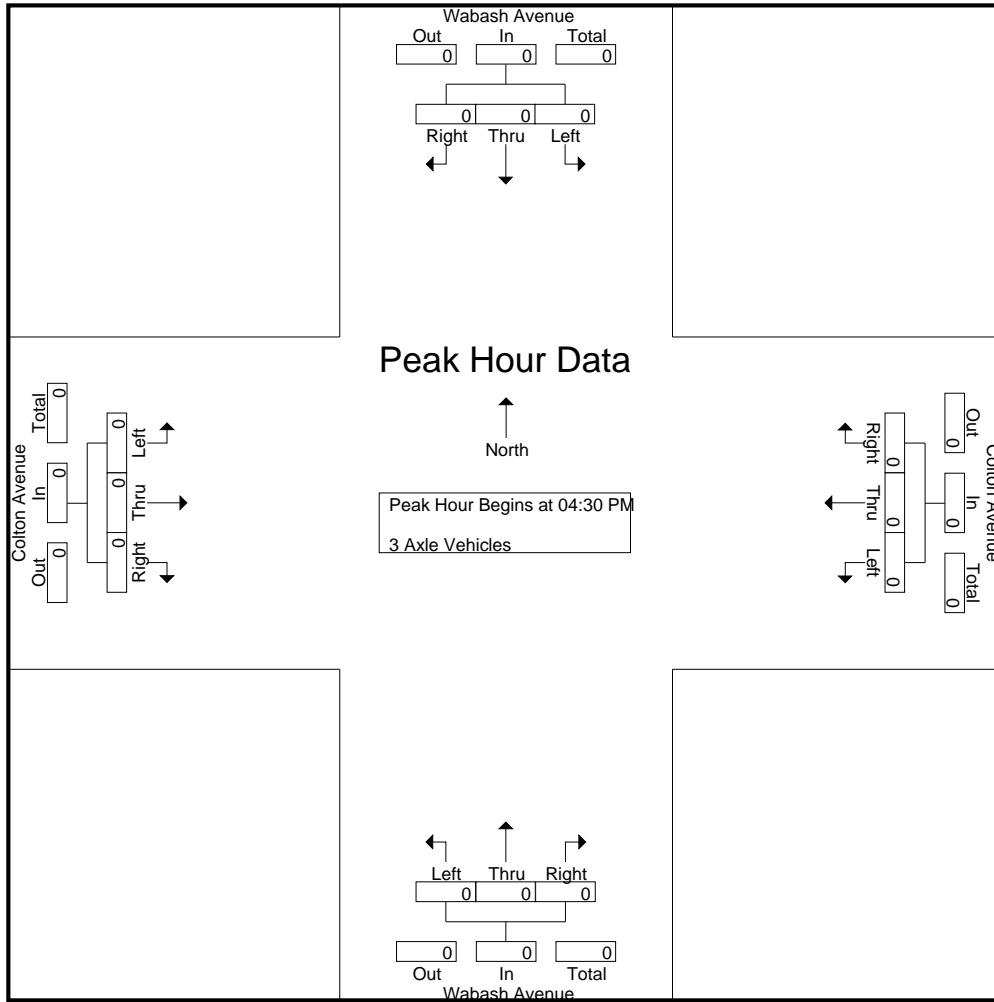 Wabash Avenue
Out In Total
0 0 0
0 0 0
Right Thru Left
Peak Hour Data
North
Peak Hour Begins at 04:30 PM
3 Axle Vehicles
Colton Avenue
Out In Total
0 0 0
0 0 0
Right Thru Left
Colton Avenue
Out In Total
0 0 0
0 0 0
Right Thru Left
Left Thru Right
0 0 0
0 0 0
Out In Total
Wabash Avenue